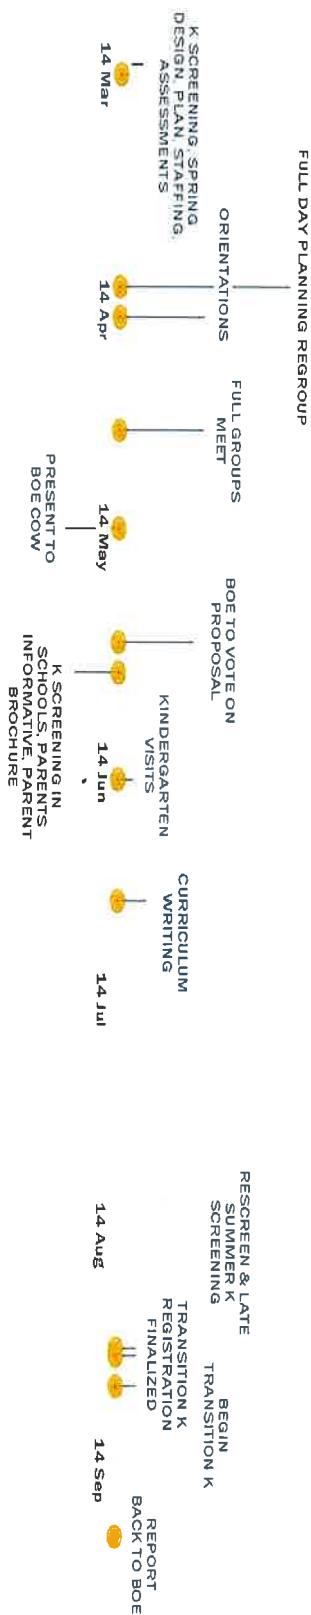 FULL DAY PLANNING REGROUP
K SCREENING, SPRING
DESIGN, PLAN, STAFFING,
ASSESSMENTS
14 Mar
ORIENTATIONS
14 Apr
FULL GROUPS
MEET
14 May
PRESENT TO
BOE COW
BOE TO VOTE ON
PROPOSAL
K SCREENING IN
SCHOOLS, PARENTS
INFORMATIVE, PARENT
BROCHURE
KINDERGARTEN
VISITS
14 Jun
CURRICULUM
WRITING
14 Jul
RESCREEN & LATE
SUMMER K
SCREENING
14 Aug
TRANSITION K
REGISTRATION
FINALIZED
BEGIN
TRANSITION K
14 Sep
REPORT
BACK TO BOE